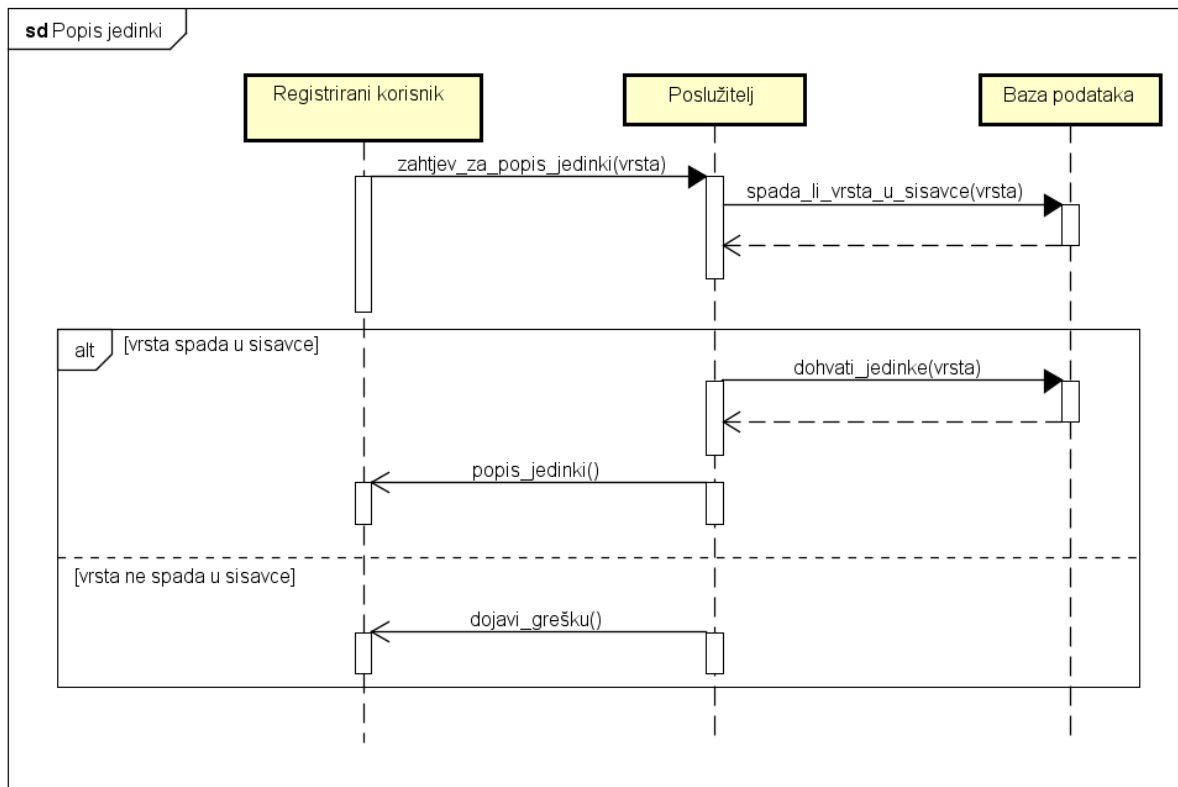 sd Popis jedinki
Registrirani korisnik
Poslužitelj
Baza podataka
zahtjev_za_popis_jedinki(vrsta)
spada_li_vrsta_u_sisavce(vrsta)
alt
[vrsta spada u sisavce]
dohvati_jedinke(vrsta)
popis_jedinki()
[vrsta ne spada u sisavce]
dojavi_grešku()